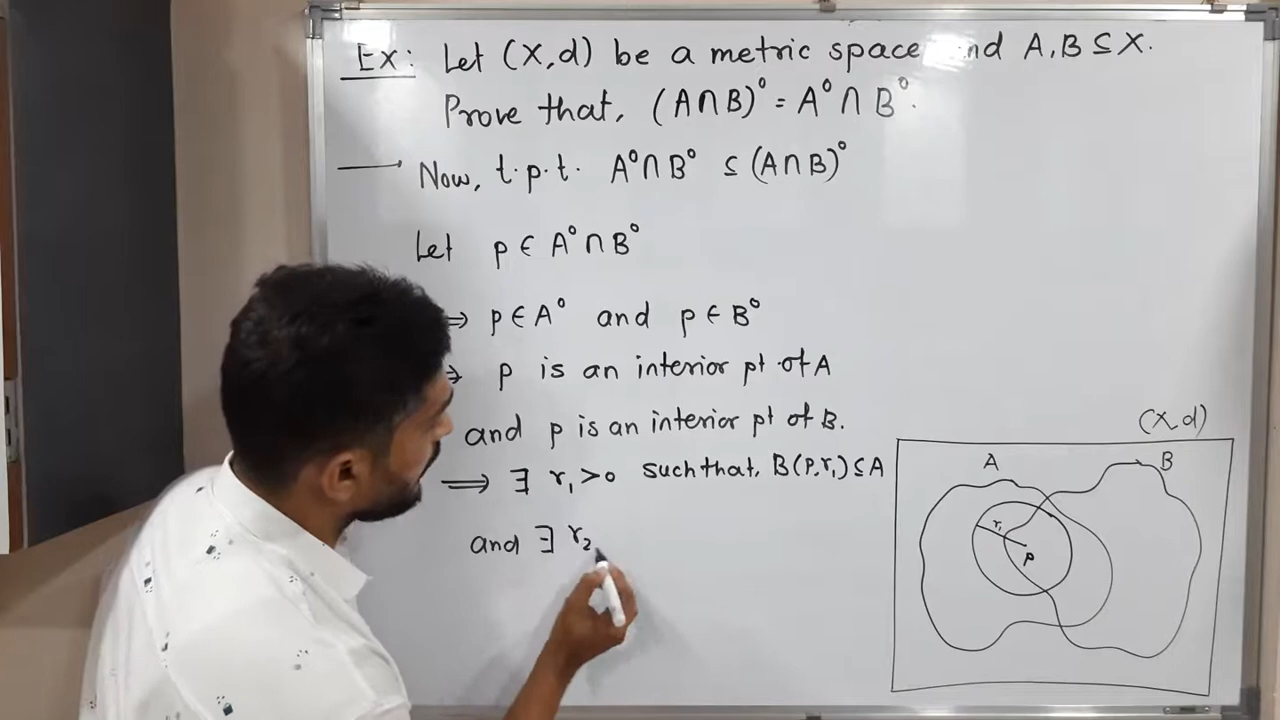 Ex: Let (X,d) be a metric space nd A,B ⊆ X.
Prove that, (A∩B)° = A°∩B°.
Now, t.p.t. A°∩B° ⊆ (A∩B)°
Let p ∈ A°∩B°
⇒ p∈A° and p∈B°
⇒ p is an interior pt of A
and p is an interior pt of B.
⇒ ∃ r₁>0 such that, B(p,r₁)⊆A
and ∃ r₂
(X,d)
A B
r₁
p